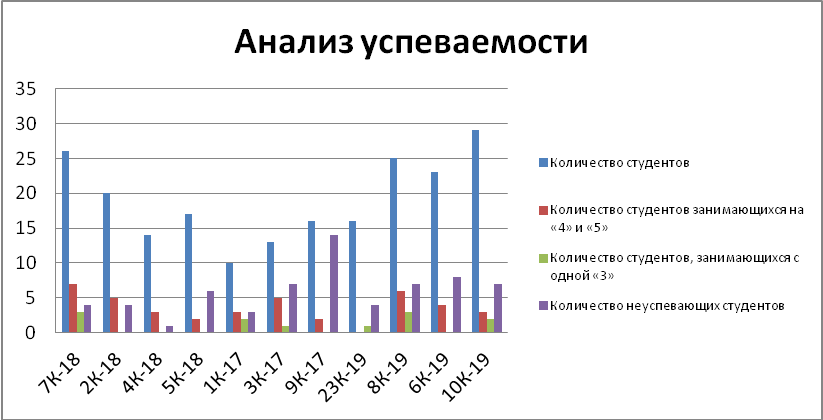 Анализ успеваемости
35
30
25
20
15
10
5
0
7К-18
2К-18
4К-18
5К-18
1К-17
3К-17
9К-17
23К-19
8К-19
6К-19
10К-19
Количество студентов
Количество студентов занимающихся на
«4» и «5»
Количество студентов, занимающихся с
одной «3»
Количество неуспевающих студентов